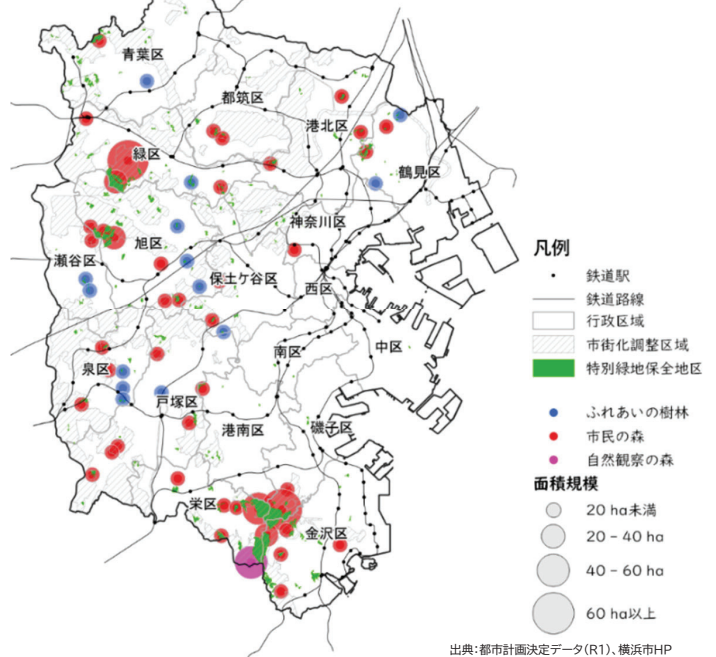 青葉区
都筑区
港北区
緑区
鶴見区
神奈川区
旭区
瀬谷区
保土ケ谷区
西区
中区
南区
泉区
戸塚区
港南区
磯子区
栄区
金沢区
凡例
鉄道駅
鉄道路線
行政区域
市街化調整区域
特別緑地保全地区
ふれあいの樹林
市民の森
自然観察の森
面積規模
20 ha未満
20 – 40 ha
40 – 60 ha
60 ha以上
出典:都市計画決定データ(R1)、横浜市HP